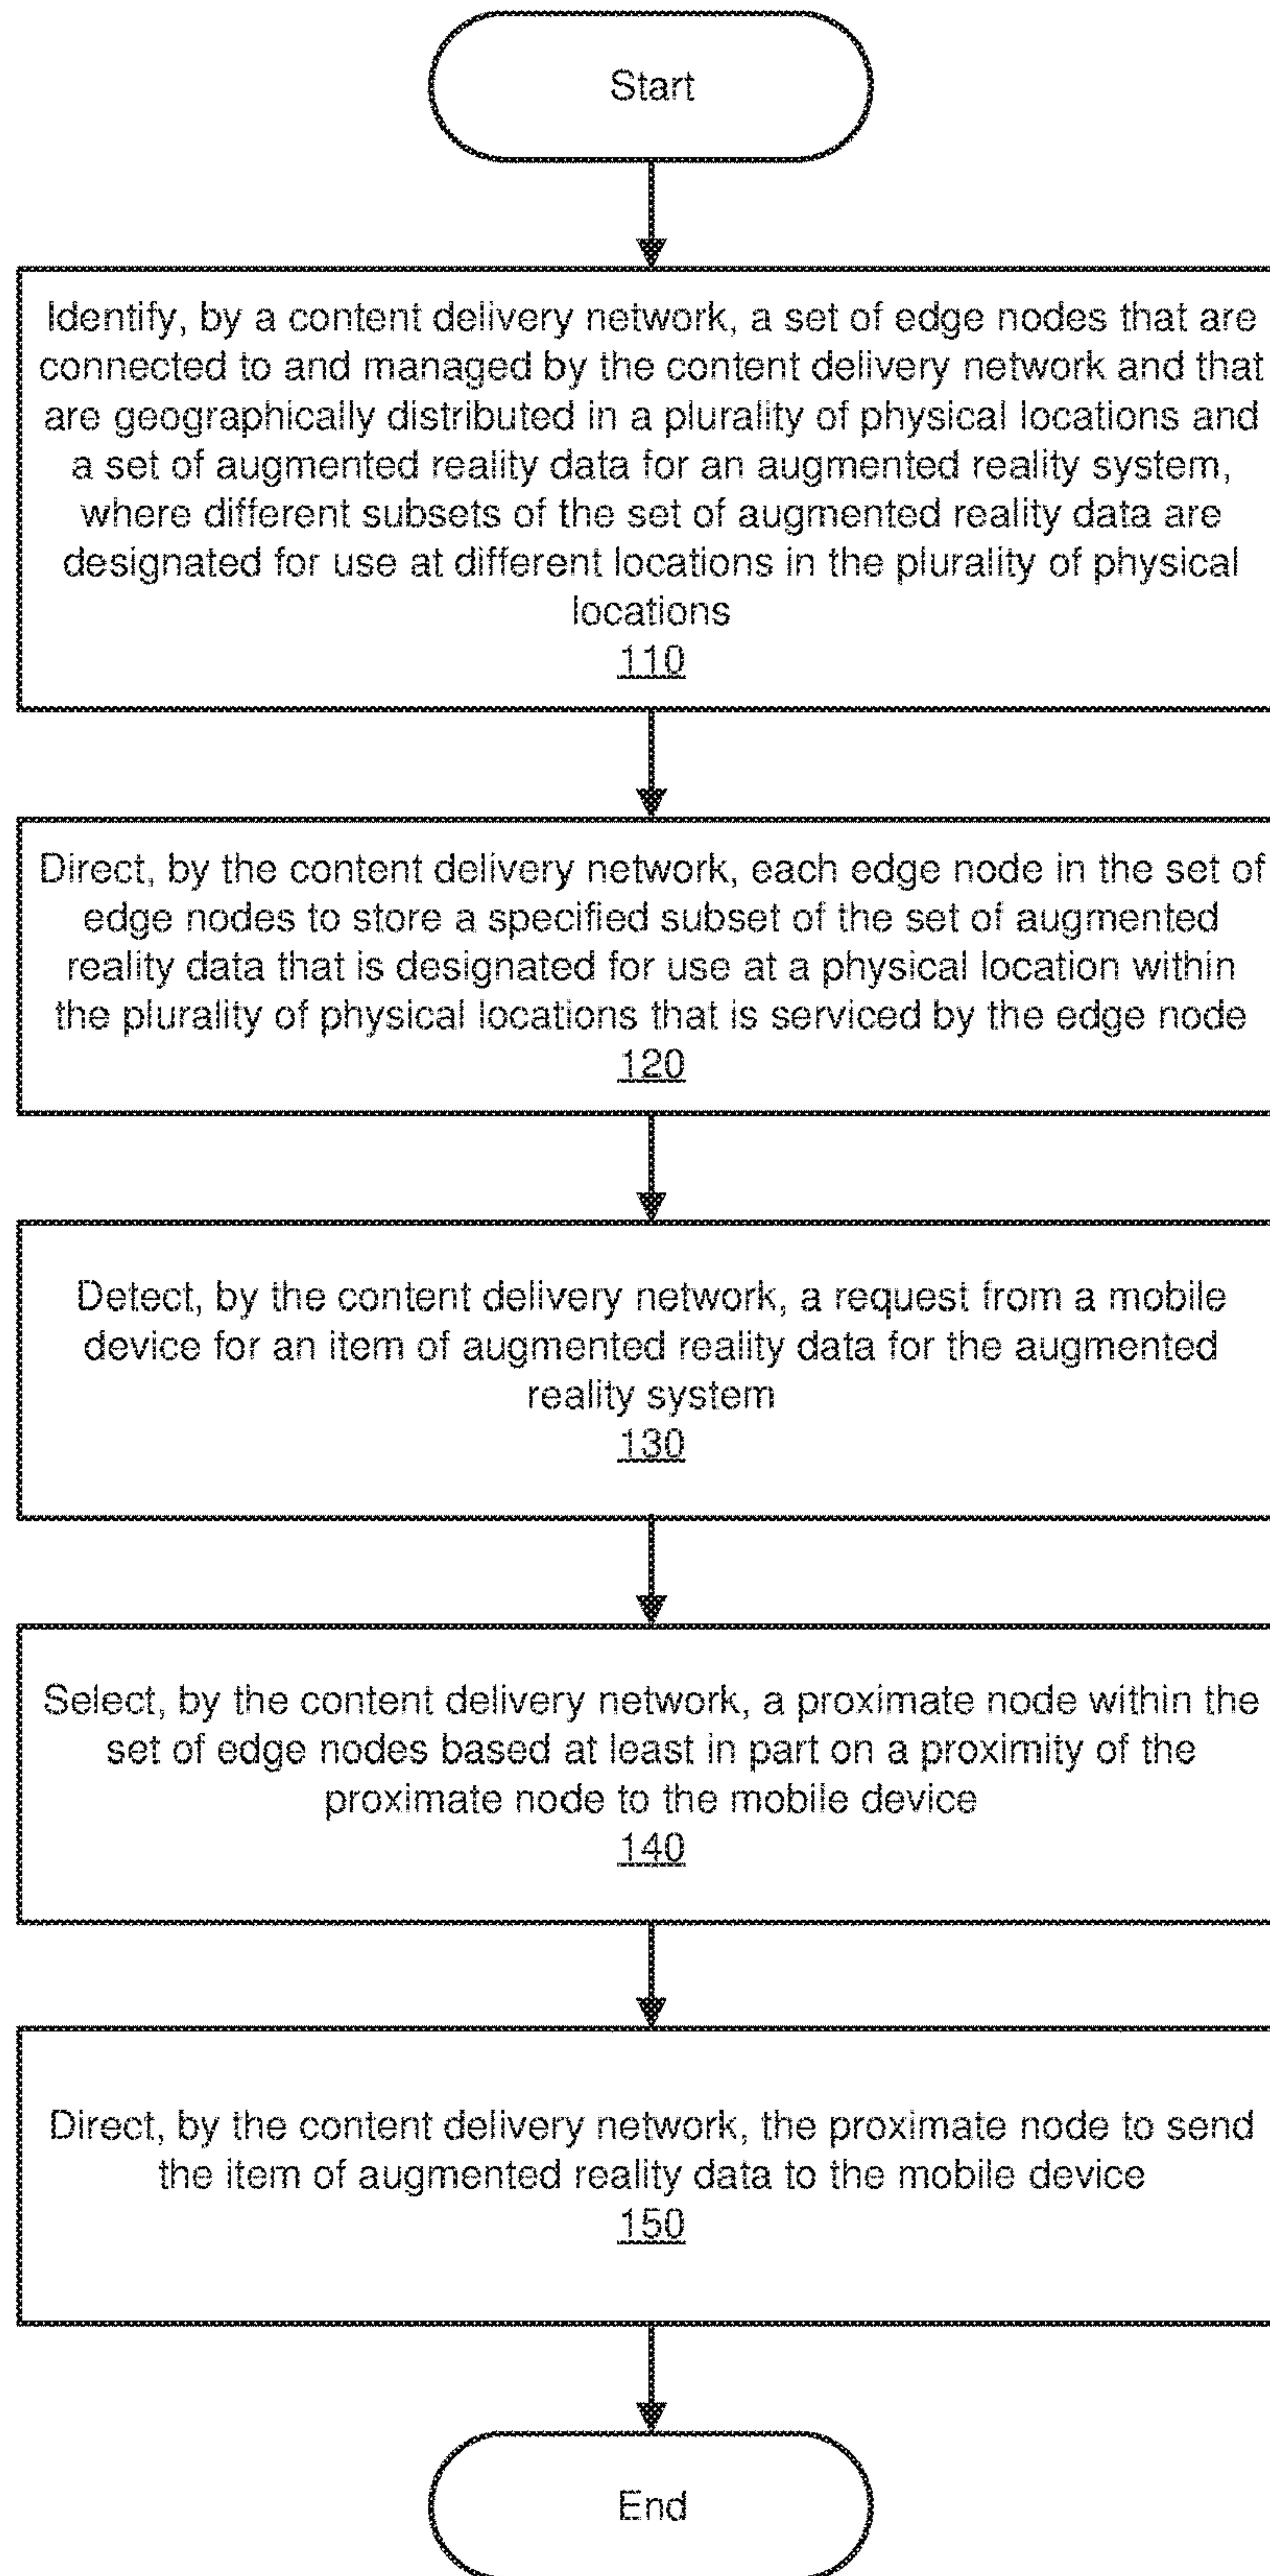 Start
Identify, by a content delivery network, a set of edge nodes that are
connected to and managed by the content delivery network and that
are geographically distributed in a plurality of physical locations and
a set of augmented reality data for an augmented reality system,
where different subsets of the set of augmented reality data are
designated for use at different locations in the plurality of physical
locations
110
Direct, by the content delivery network, each edge node in the set of
edge nodes to store a specified subset of the set of augmented
reality data that is designated for use at a physical location within
the plurality of physical locations that is serviced by the edge node
120
Detect, by the content delivery network, a request from a mobile
device for an item of augmented reality data for the augmented
reality system
130
Select, by the content delivery network, a proximate node within the
set of edge nodes based at least in part on a proximity of the
proximate node to the mobile device
140
Direct, by the content delivery network, the proximate node to send
the item of augmented reality data to the mobile device
150
End